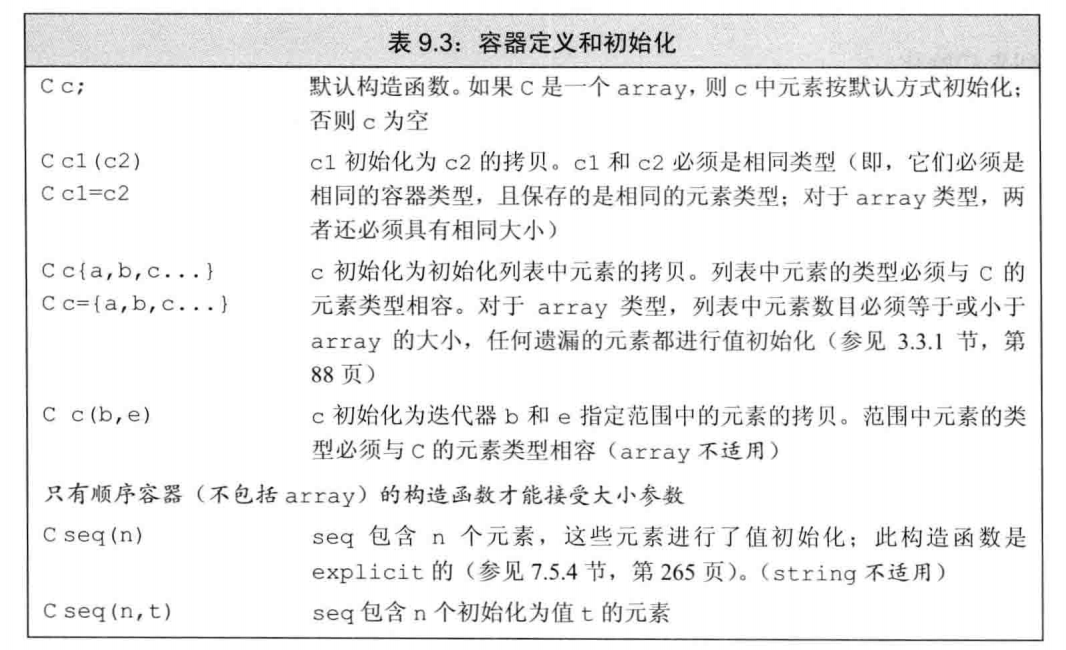 表 9.3：容器定义和初始化
C c; 默认构造函数。如果 C 是一个 array，则 c 中元素按默认方式初始化；
否则 c 为空
C c1(c2) c1 初始化为 c2 的拷贝。c1 和 c2 必须是相同类型（即，它们必须是
C c1=c2 相同的容器类型，且保存的是相同的元素类型；对于 array 类型，两
者还必须具有相同大小）
C c{a,b,c...} c 初始化为初始化列表中元素的拷贝。列表中元素的类型必须与 C 的
C c={a,b,c...} 元素类型相容。对于 array 类型，列表中元素数目必须等于或小于
array 的大小，任何遗漏的元素都进行值初始化（参见 3.3.1 节，第
88 页）
C c(b,e) c 初始化为迭代器 b 和 e 指定范围中的元素的拷贝。范围中元素的类
型必须与 C 的元素类型相容（array 不适用）
只有顺序容器（不包括 array）的构造函数才能接受大小参数
C seq(n) seq 包含 n 个元素，这些元素进行了值初始化；此构造函数是
explicit 的（参见 7.5.4 节，第 265 页）。（string 不适用）
C seq(n,t) seq 包含 n 个初始化为值 t 的元素